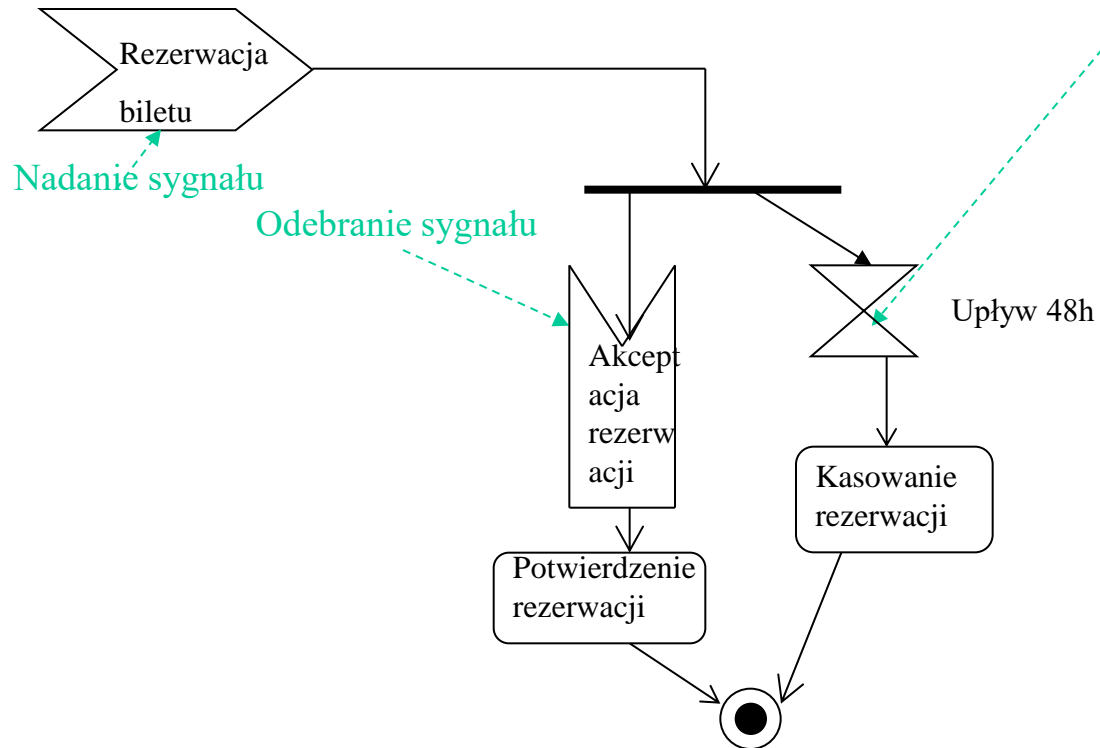 Rezerwacja
biletu
Nadanie sygnału
Odebranie sygnału
Upływ 48h
Akcept
acja
rezerw
acji
Kasowanie
rezerwacji
Potwierdzenie
rezerwacji